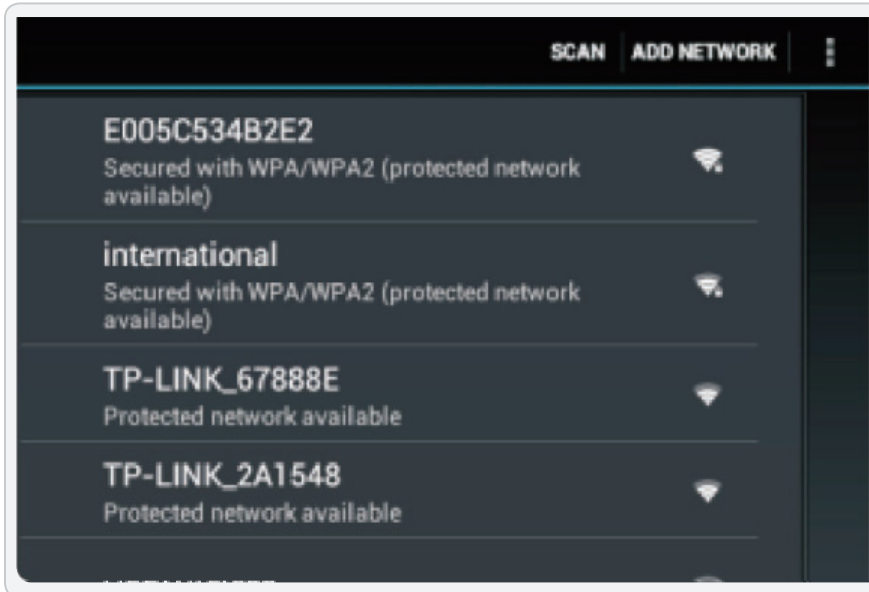 SCAN ADD NETWORK
E005C534B2E2
Secured with WPA/WPA2 (protected network
available)
international
Secured with WPA/WPA2 (protected network
available)
TP-LINK_67888E
Protected network available
TP-LINK_2A1548
Protected network available